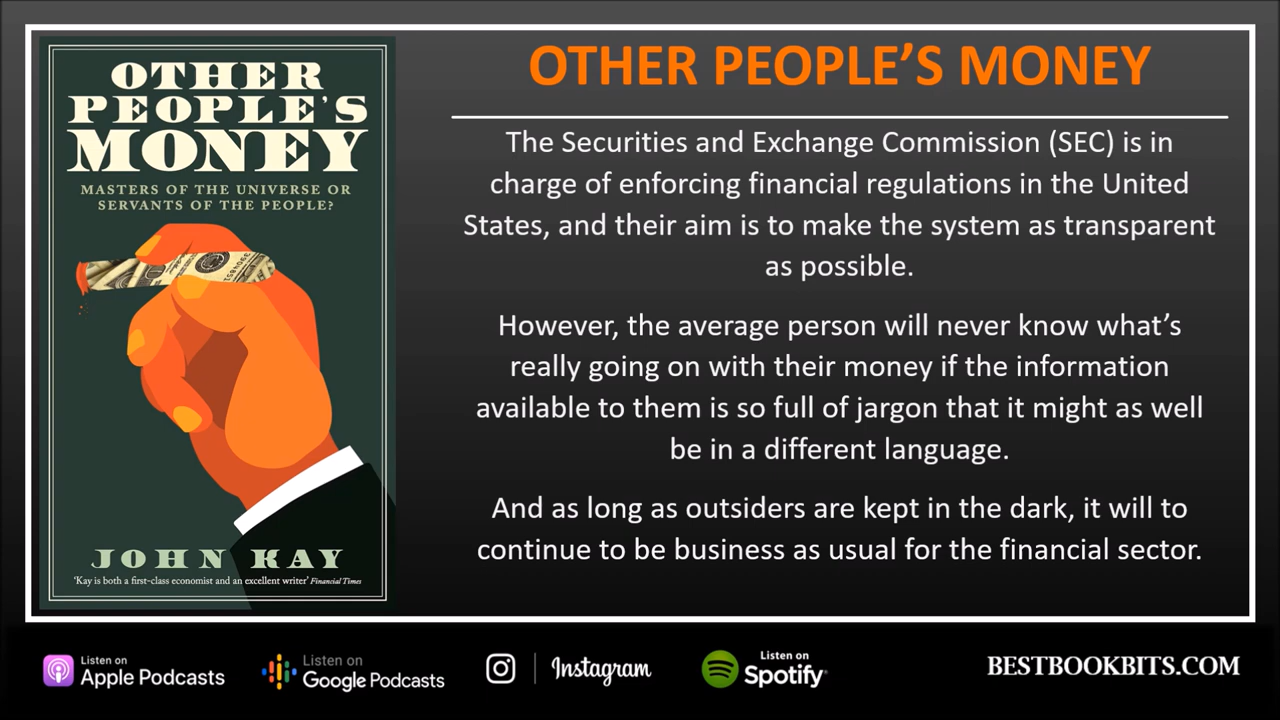 OTHER
PEOPLE'S
MONEY
MASTERS OF THE UNIVERSE OR
SERVANTS OF THE PEOPLE?
JOHN KAY
'Kay is both a first-class economist and an excellent writer' Financial Times
OTHER PEOPLE'S MONEY
The Securities and Exchange Commission (SEC) is in
charge of enforcing financial regulations in the United
States, and their aim is to make the system as transparent
as possible.
However, the average person will never know what's
really going on with their money if the information
available to them is so full of jargon that it might as well
be in a different language.
And as long as outsiders are kept in the dark, it will to
continue to be business as usual for the financial sector.
Listen on
Apple Podcasts
Listen on
Google Podcasts
Instagram
Listen on
Spotify
BESTBOOKBITS.COM